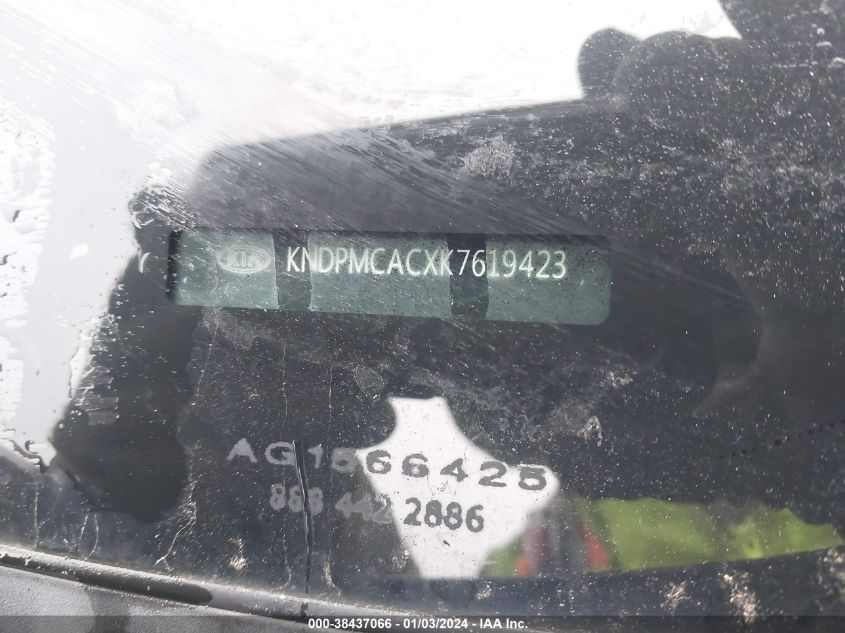 KIA KNDPMCACXK7619423
AG1566425
888 442 2886
000-38437066 - 01/03/2024 - IAA Inc.